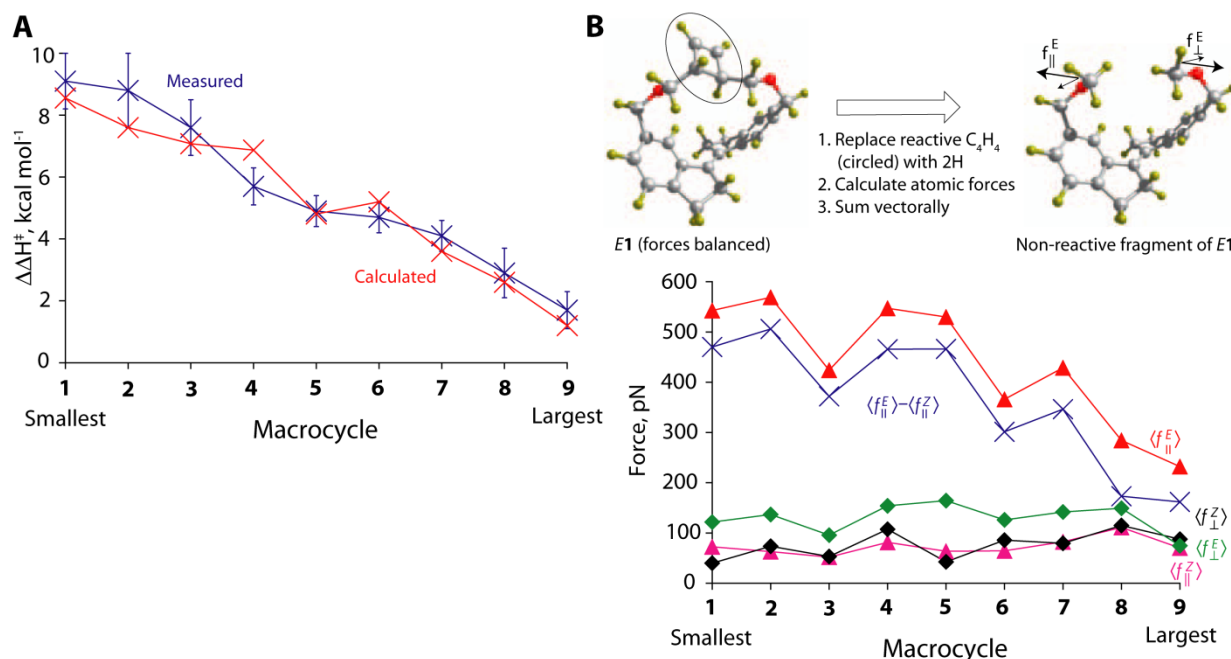 A
ΔΔH‡, kcal mol⁻¹
10
8
6
4
2
0
Measured
Calculated
1 2 3 4 5 6 7 8 9
Smallest Largest
Macrocycle
B
E1 (forces balanced)
1. Replace reactive C₄H₄
(circled) with 2H
2. Calculate atomic forces
3. Sum vectorally
f∥ᴱ
f⊥ᴱ
Non-reactive fragment of E1
Force, pN
600
500
400
300
200
100
0
⟨f∥ᴱ⟩–⟨f∥ᶻ⟩
⟨f∥ᴱ⟩
⟨f⊥ᶻ⟩
⟨f⊥ᴱ⟩
⟨f∥ᶻ⟩
1 2 3 4 5 6 7 8 9
Smallest Largest
Macrocycle